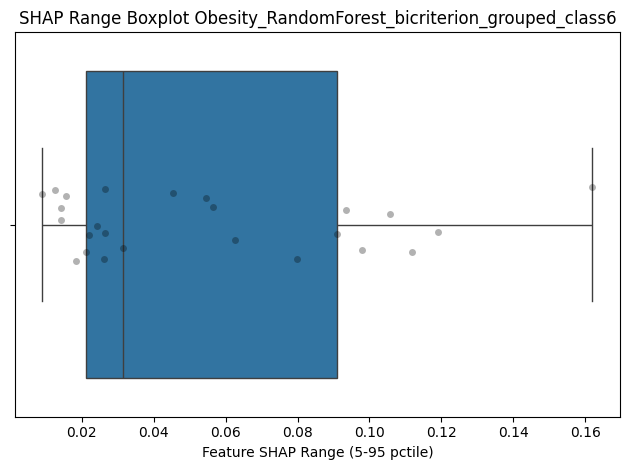 SHAP Range Boxplot Obesity_RandomForest_bicriterion_grouped_class6
0.02 0.04 0.06 0.08 0.10 0.12 0.14 0.16
Feature SHAP Range (5-95 pctile)